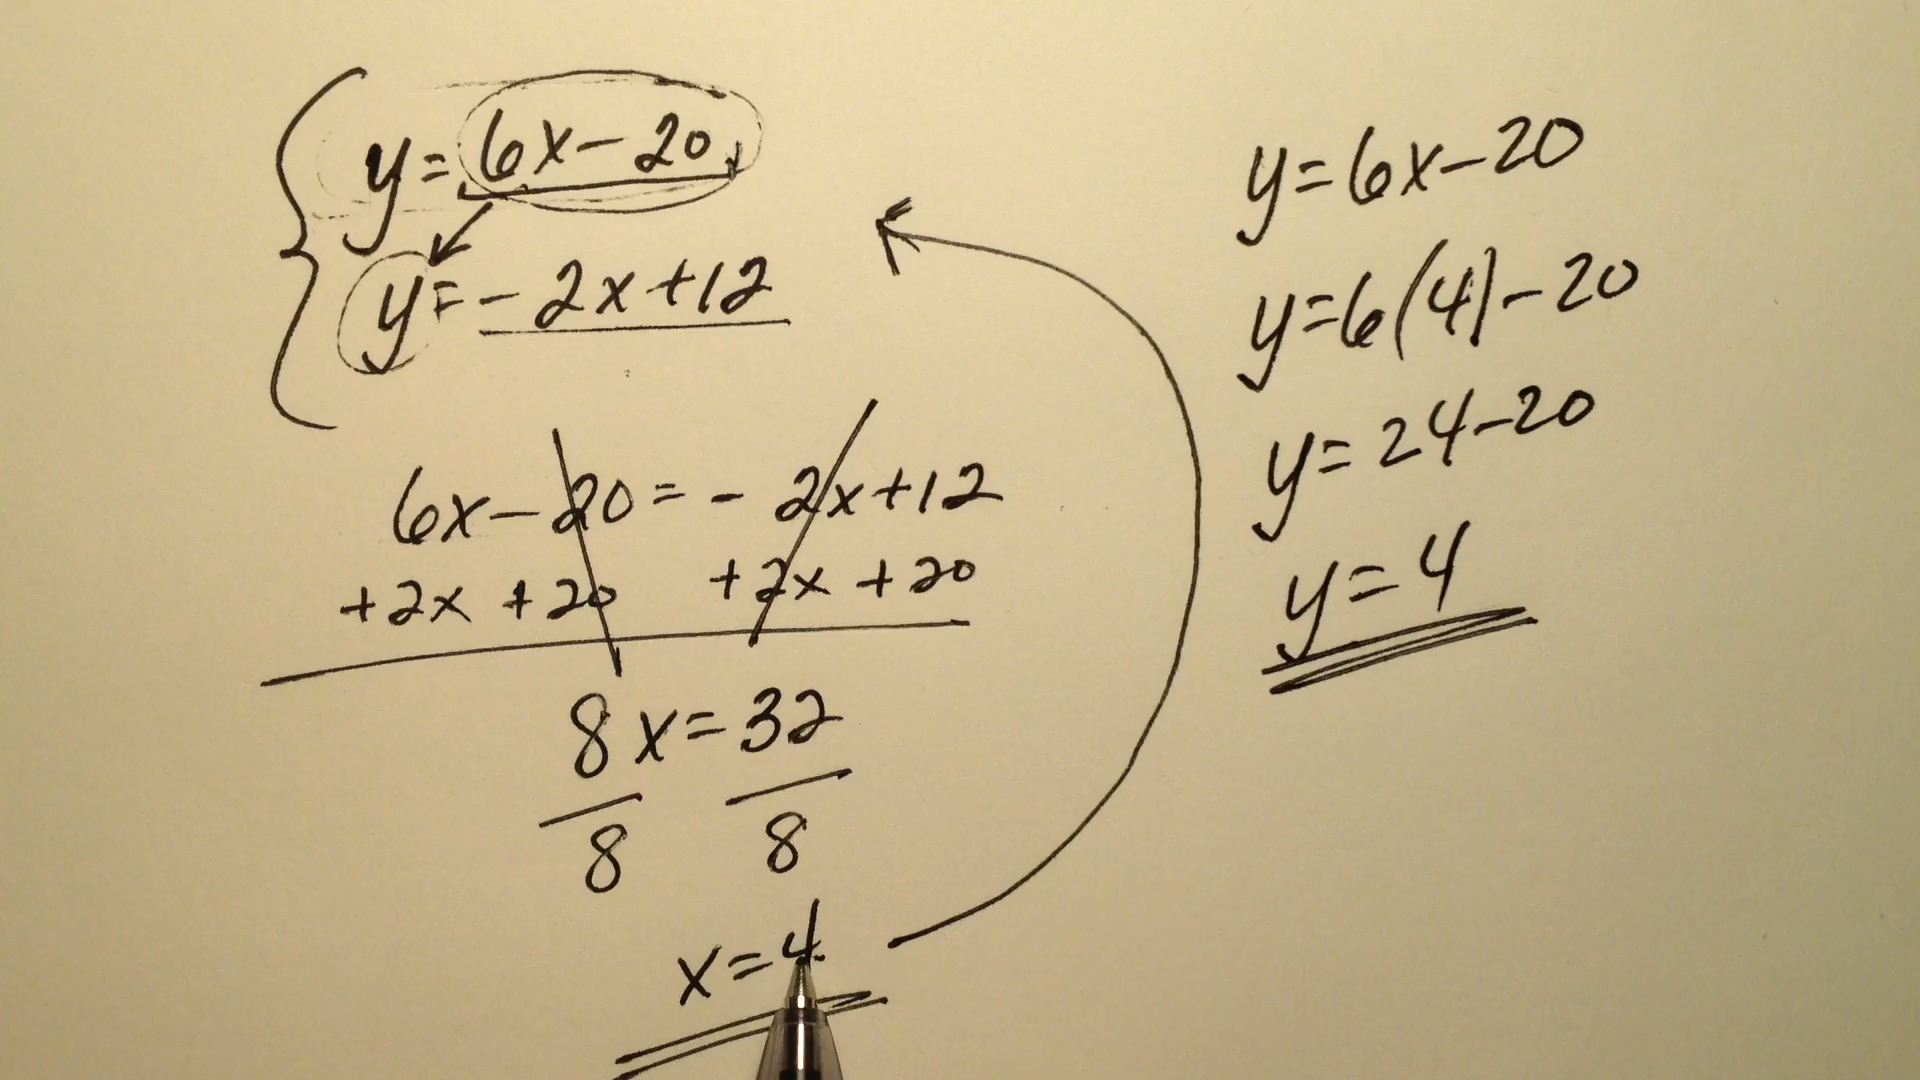 y=6x-20
y=-2x+12
6x-20=-2x+12
+2x +20 +2x +20
8x=32
8 8
x=4
y=6x-20
y=6(4)-20
y=24-20
y=4